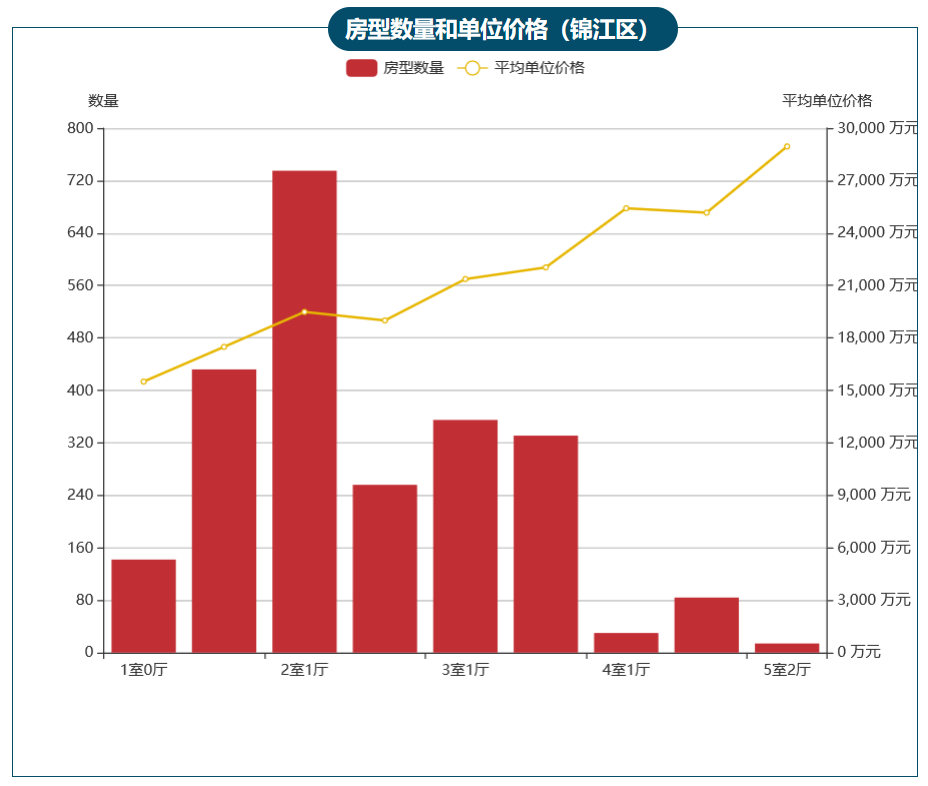 房型数量和单位价格（锦江区）
房型数量 平均单位价格
数量 平均单位价格
800 30,000 万元
720 27,000 万元
640 24,000 万元
560 21,000 万元
480 18,000 万元
400 15,000 万元
320 12,000 万元
240 9,000 万元
160 6,000 万元
80 3,000 万元
0 0 万元
1室0厅 2室1厅 3室1厅 4室1厅 5室2厅